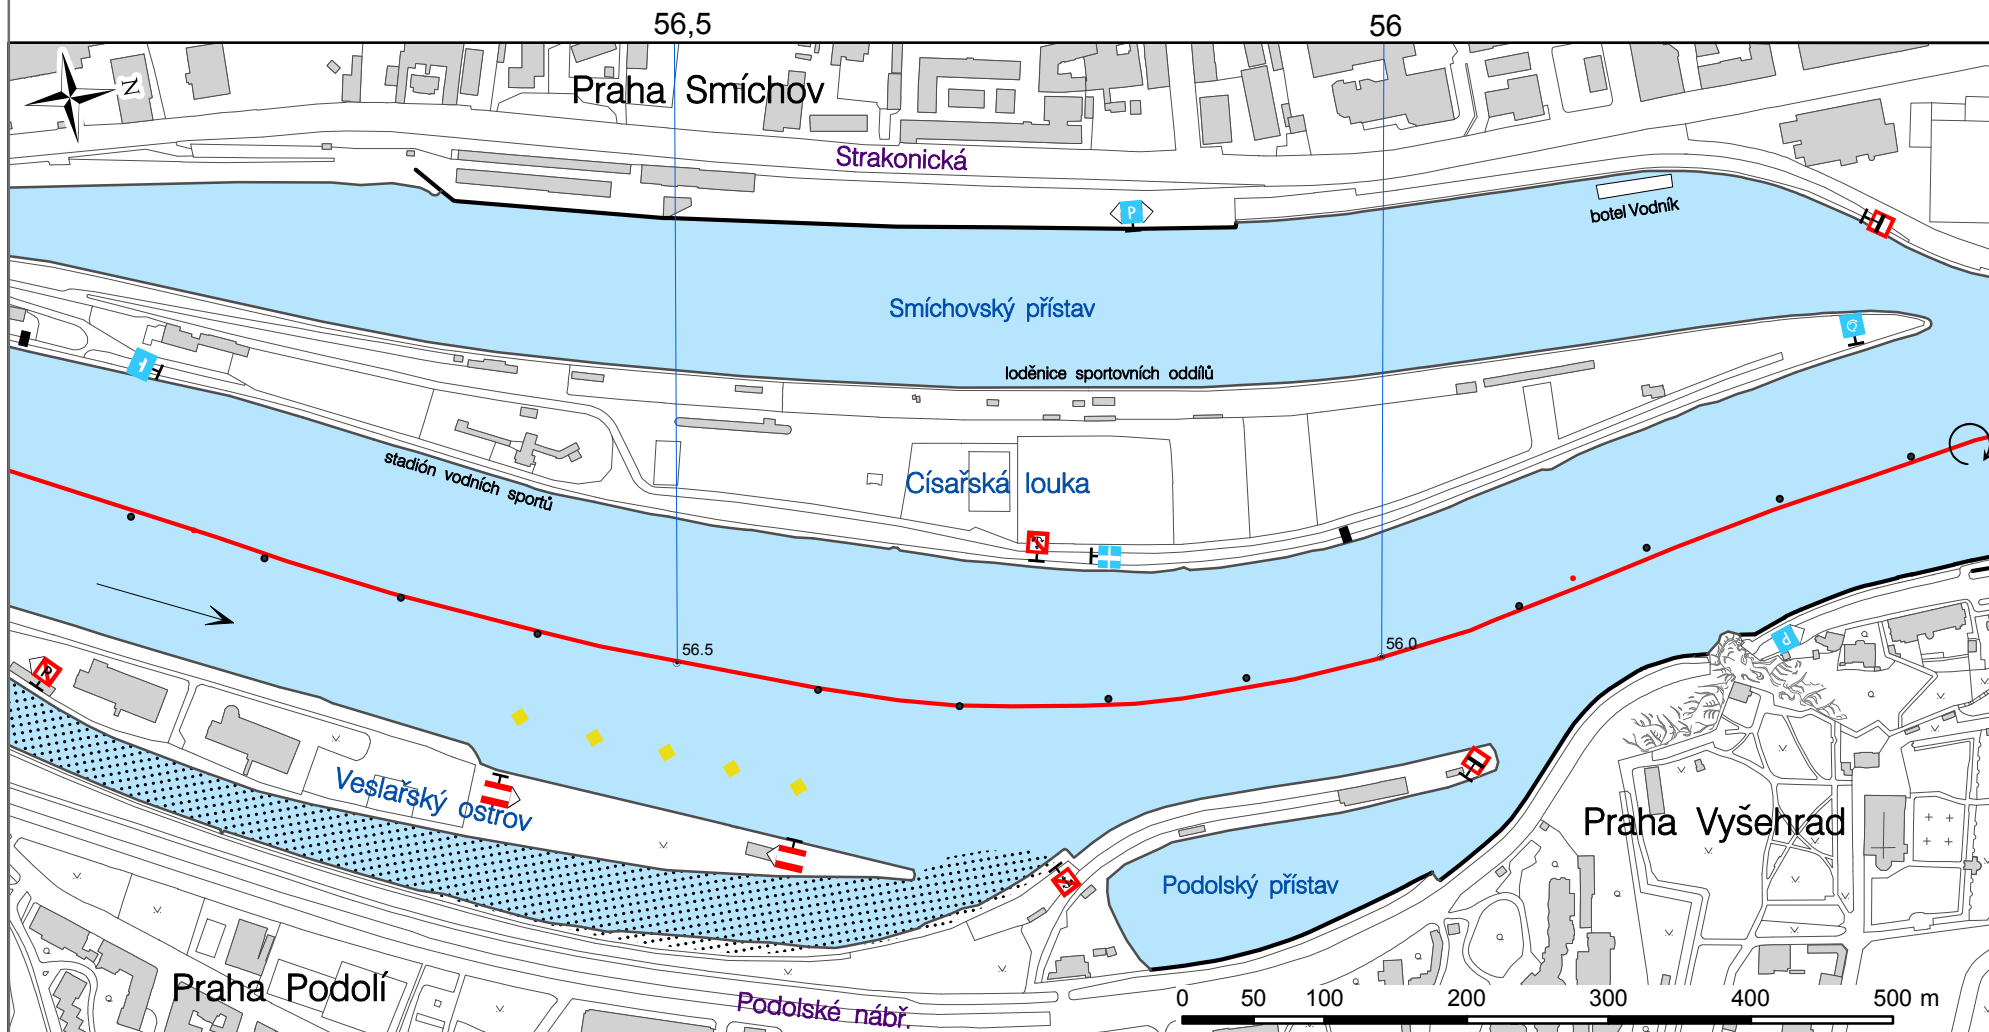 56,5
56
N
Praha Smíchov
Strakonická
P
botel Vodník
Smíchovský přístav
loděnice sportovních oddílů
stadión vodních sportů
Císařská louka
56.5
56.0
R
P
Veslařský ostrov
Praha Vyšehrad
Podolský přístav
Praha Podolí
Podolské nábř.
0 50 100 200 300 400 500 m